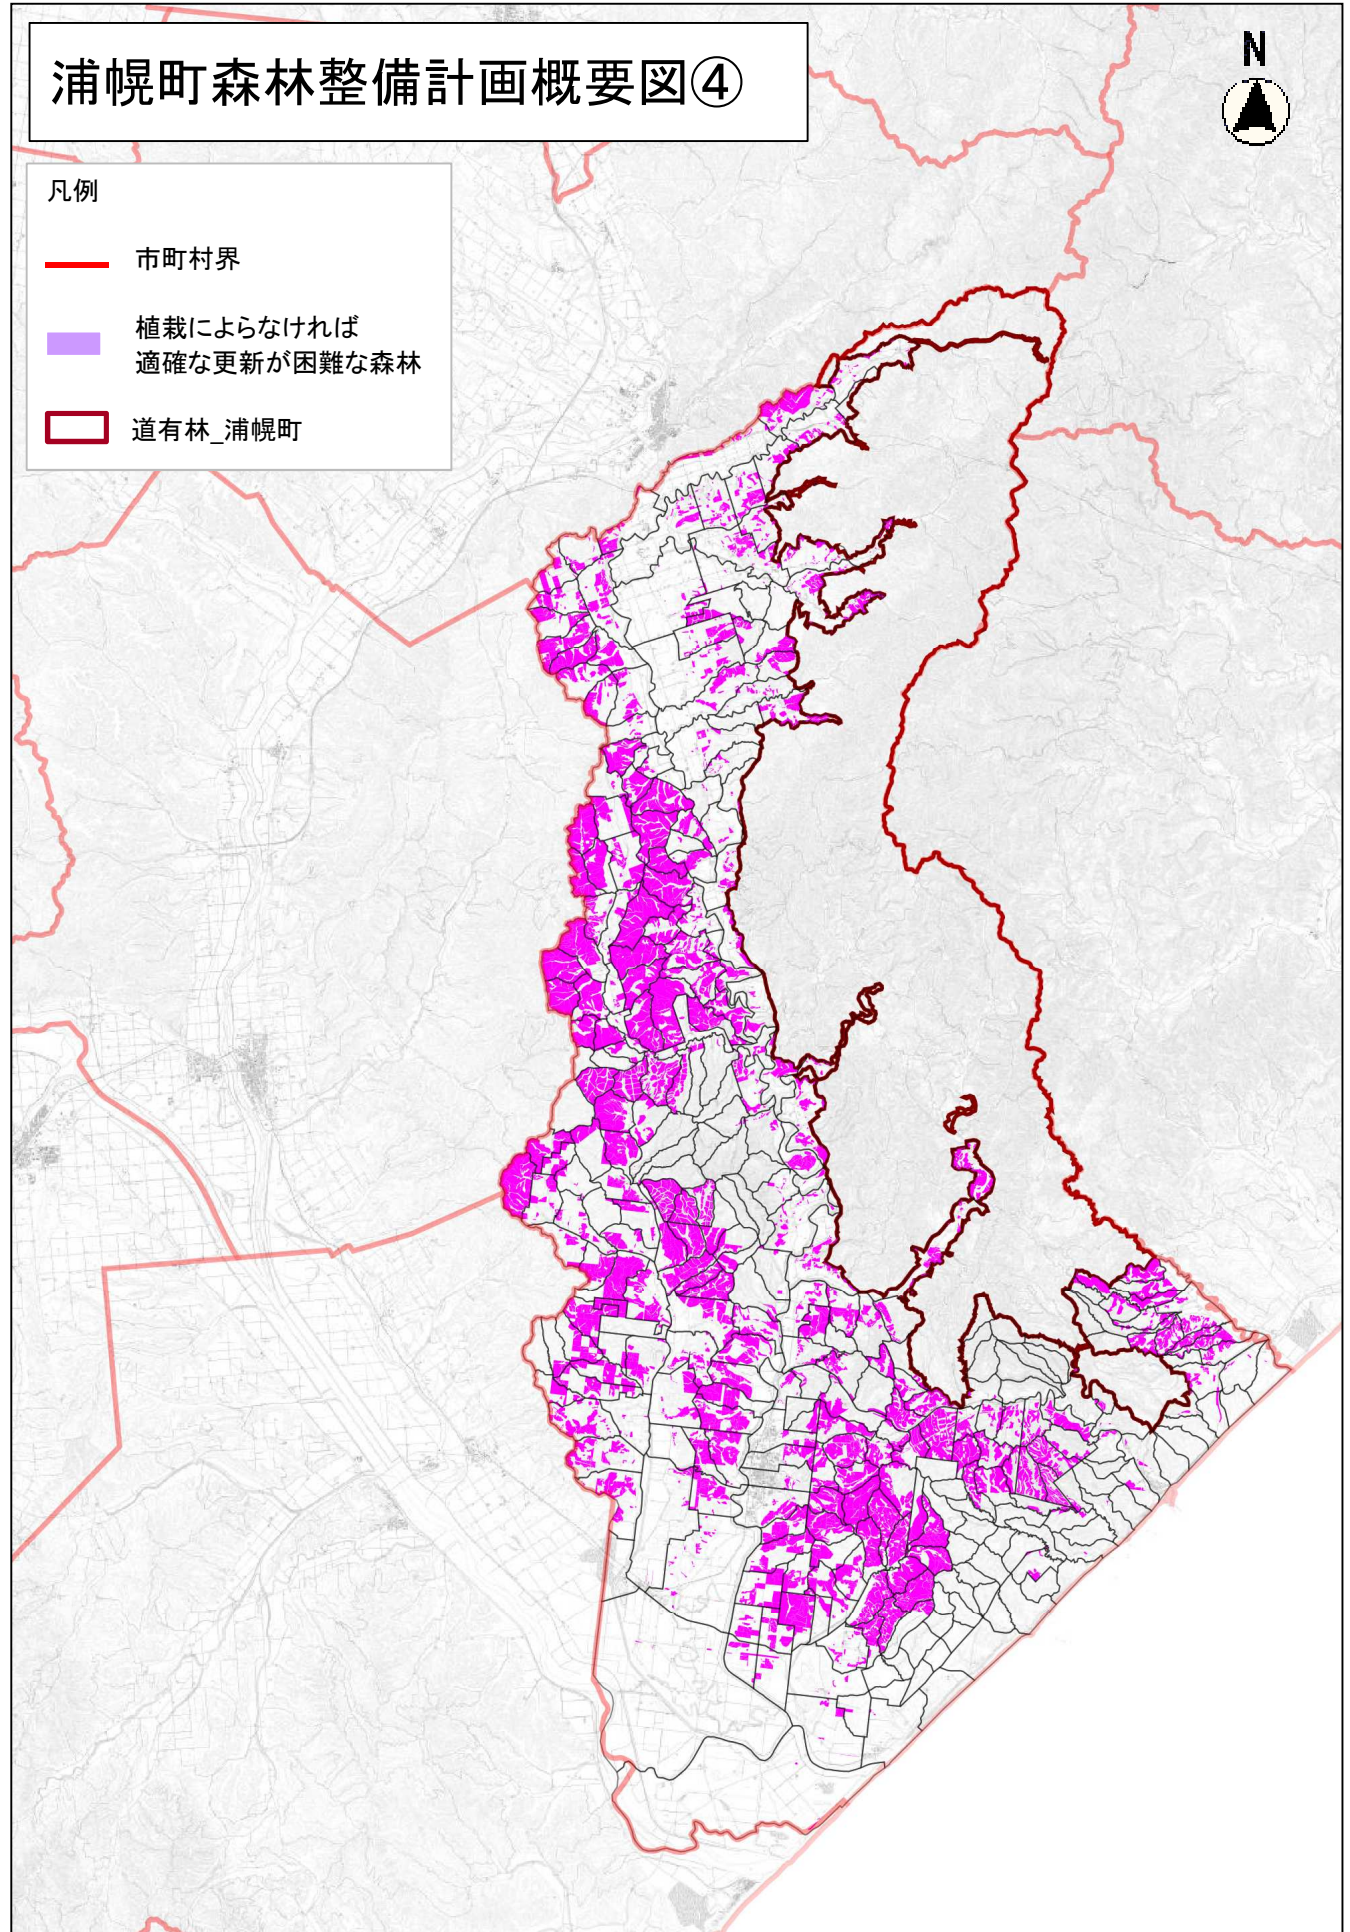 浦幌町森林整備計画概要図④
N
凡例
市町村界
植栽によらなければ
適確な更新が困難な森林
道有林_浦幌町